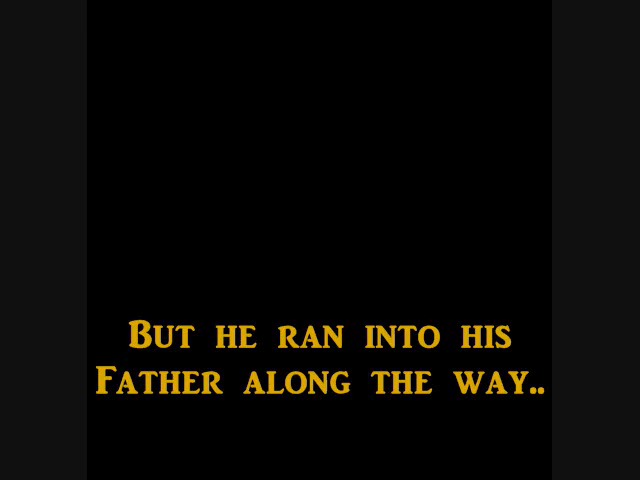 But he ran into his
Father along the way..